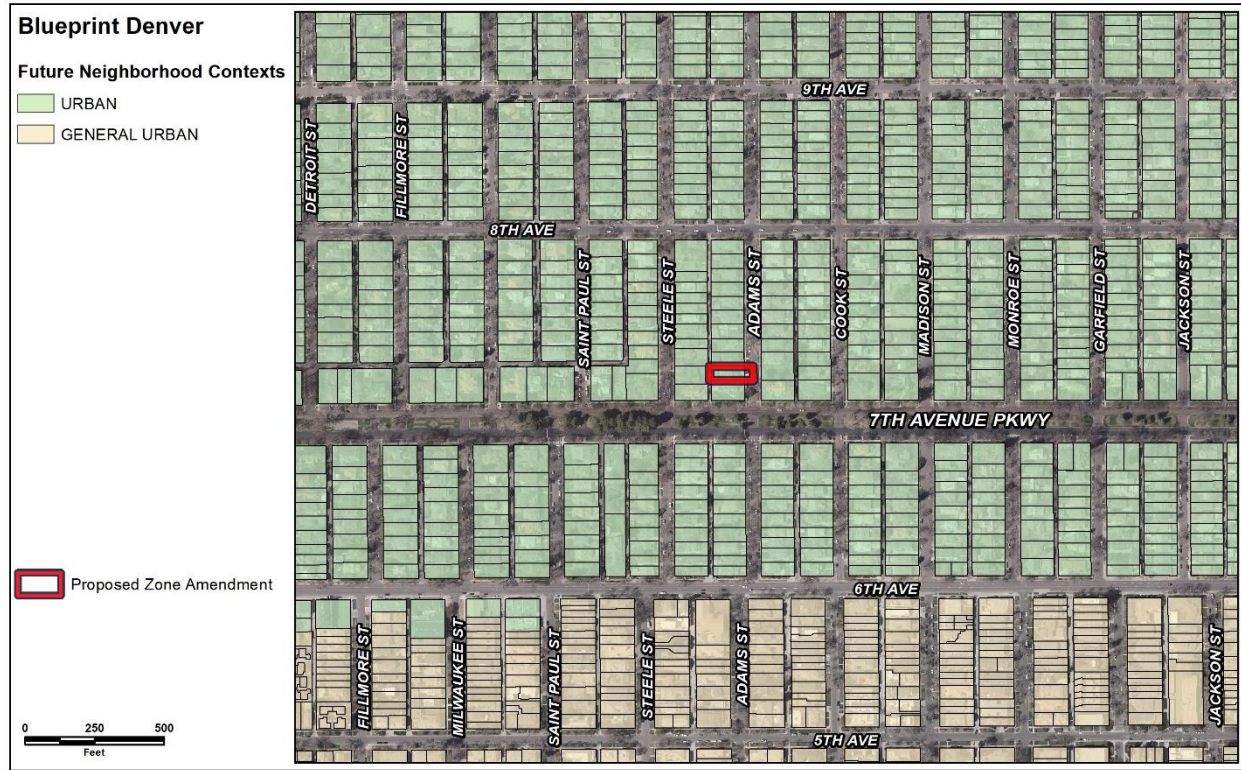 Blueprint Denver
Future Neighborhood Contexts
URBAN
GENERAL URBAN
Proposed Zone Amendment
0 250 500
Feet
9TH AVE
DETROIT ST
FILLMORE ST
8TH AVE
SAINT PAUL ST
STEELE ST
ADAMS ST
COOK ST
MADISON ST
MONROE ST
GARFIELD ST
JACKSON ST
7TH AVENUE PKWY
6TH AVE
FILLMORE ST
MILWAUKEE ST
SAINT PAUL ST
STEELE ST
ADAMS ST
JACKSON ST
5TH AVE